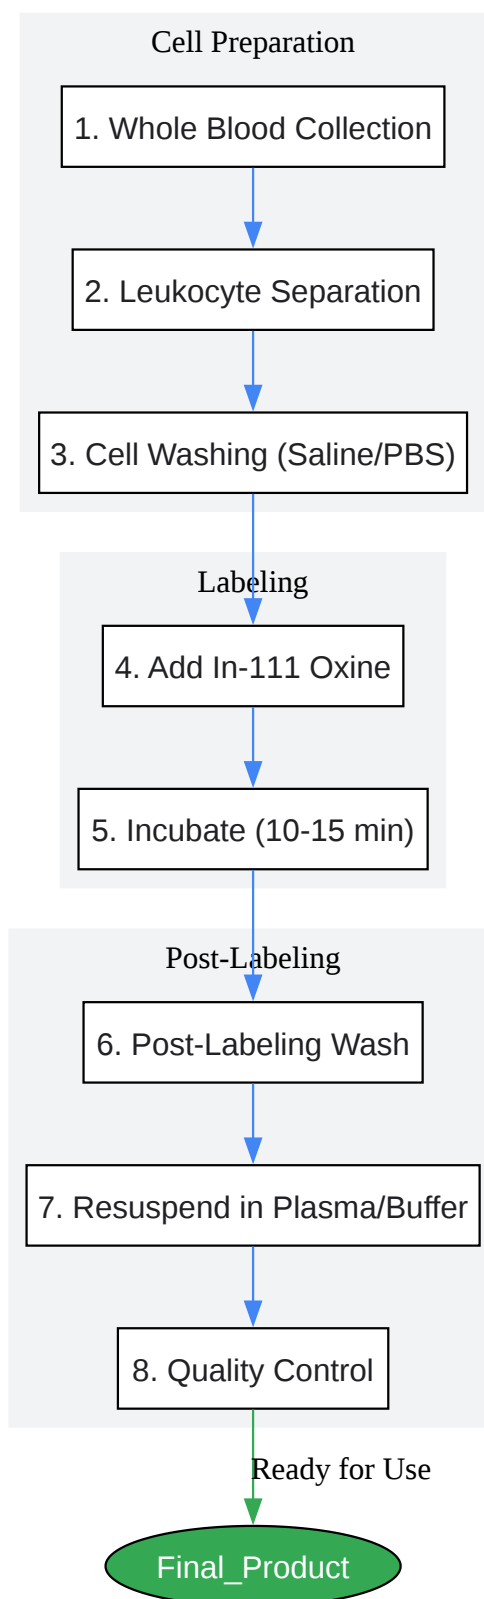 Cell Preparation
1. Whole Blood Collection
2. Leukocyte Separation
3. Cell Washing (Saline/PBS)
Labeling
4. Add In-111 Oxine
5. Incubate (10-15 min)
Post-Labeling
6. Post-Labeling Wash
7. Resuspend in Plasma/Buffer
8. Quality Control
Ready for Use
Final_Product